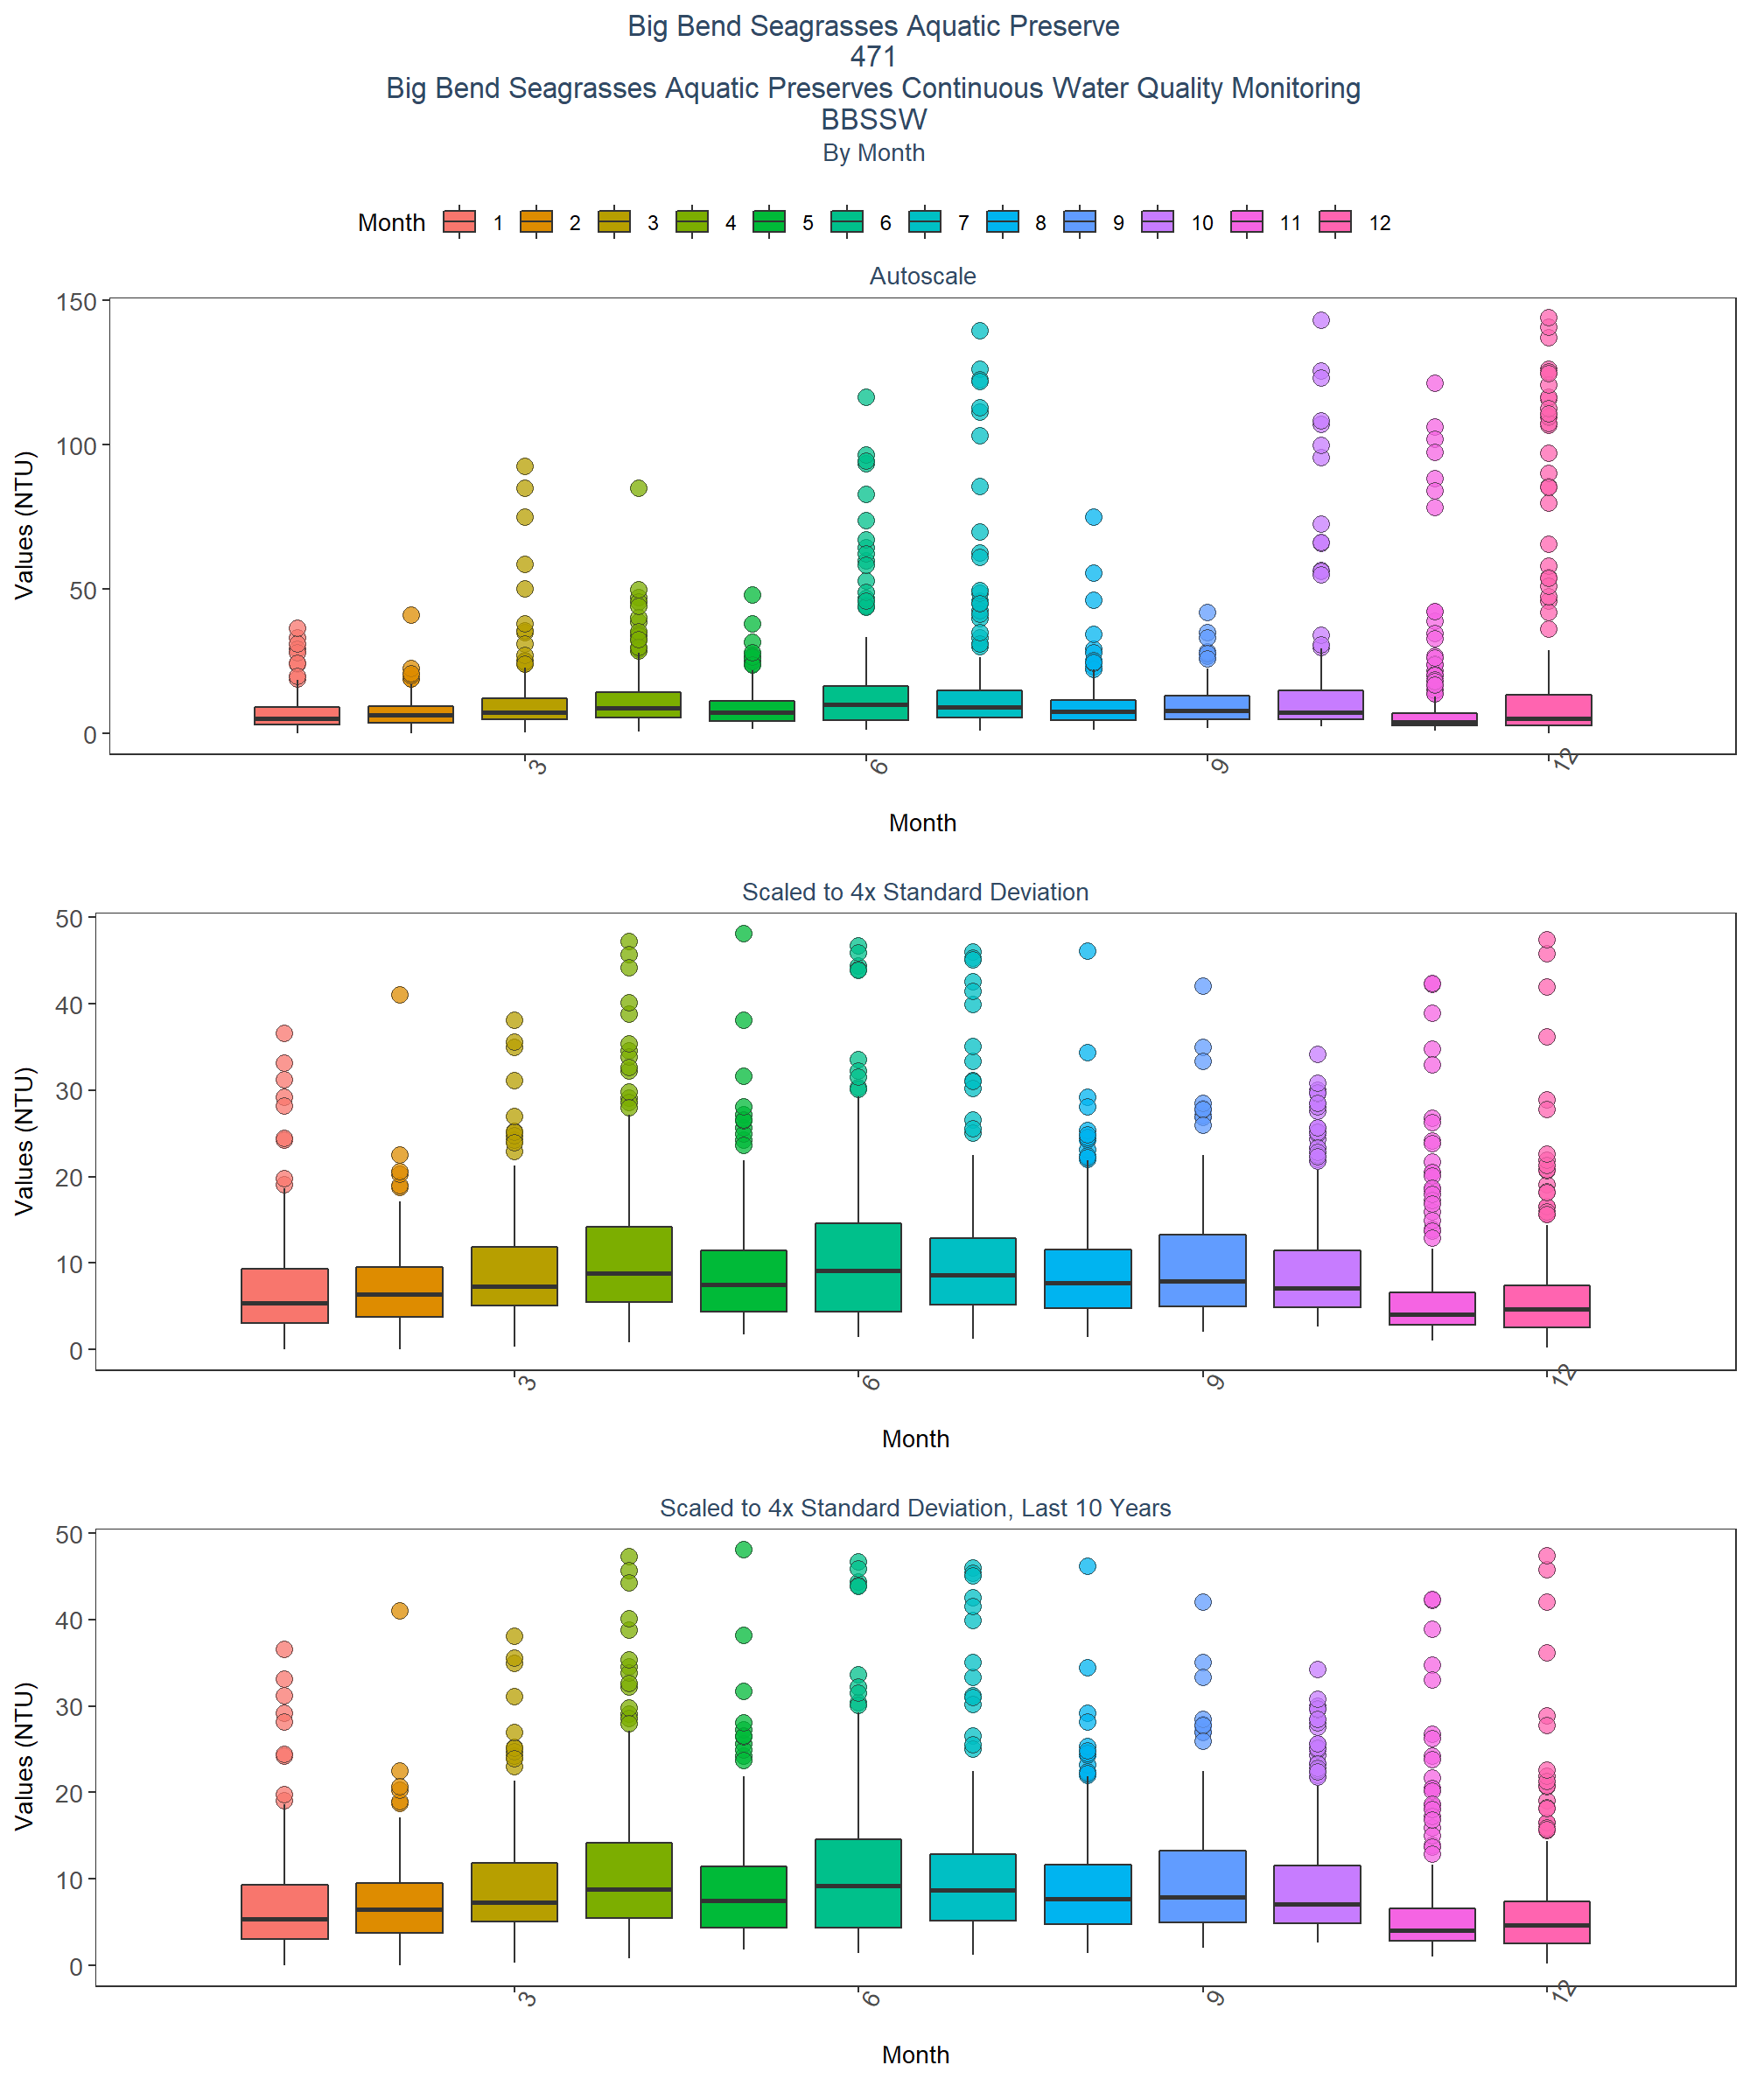 Big Bend Seagrasses Aquatic Preserve
471
Big Bend Seagrasses Aquatic Preserves Continuous Water Quality Monitoring
BBSSW
By Month
Month 1 2 3 4 5 6 7 8 9 10 11 12
Autoscale
150
100
50
0
Values (NTU)
3 6 9 12
Month
Scaled to 4x Standard Deviation
50
40
30
20
10
0
Values (NTU)
3 6 9 12
Month
Scaled to 4x Standard Deviation, Last 10 Years
50
40
30
20
10
0
Values (NTU)
3 6 9 12
Month